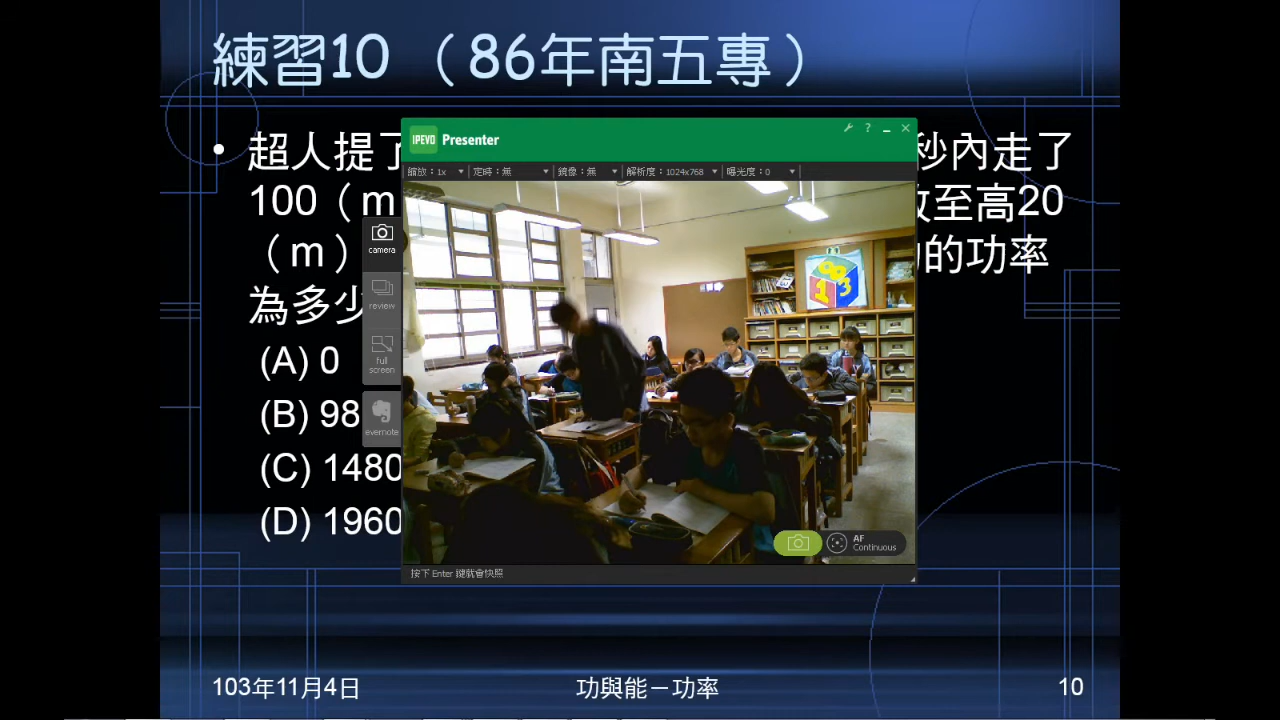 練習10 （86年南五專）
• 超人提了
秒內走了
100（m
至高20
（m）
的功率
為多少
(A) 0
(B) 98
(C) 1480
(D) 1960
IPEVO Presenter
縮放：1x 定時：無 鏡像：無 解析度：1024x768 曝光度：0
camera
review
full
screen
evernote
AF
Continuous
按下 Enter 鍵就會快照
103年11月4日
功與能－功率
10